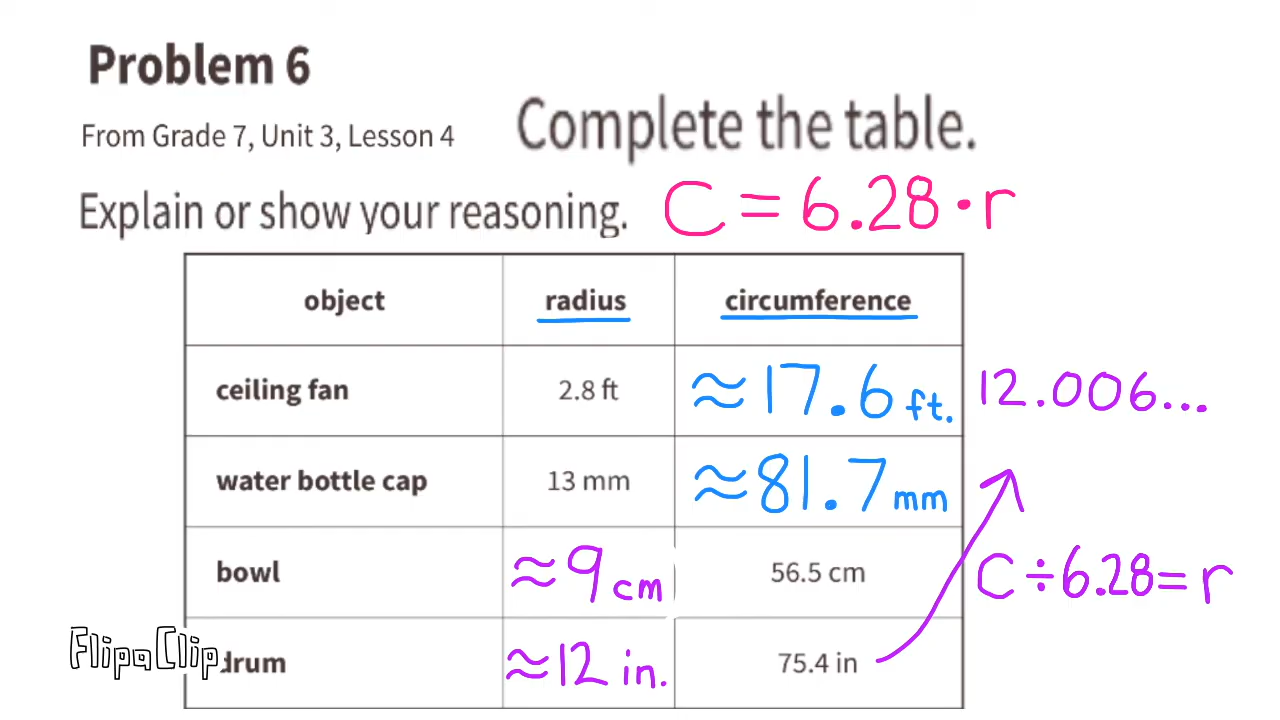 Problem 6
From Grade 7, Unit 3, Lesson 4
Complete the table.
Explain or show your reasoning. C = 6.28 · r
object radius circumference
ceiling fan 2.8 ft ≈ 17.6 ft. 12.006...
water bottle cap 13 mm ≈ 81.7 mm
bowl ≈ 9 cm 56.5 cm C ÷ 6.28 = r
FlipaClip
drum ≈ 12 in. 75.4 in